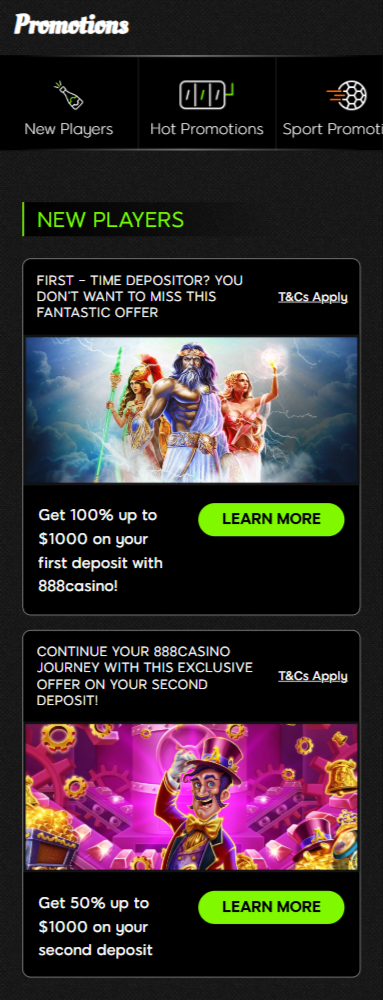 Promotions
New Players
Hot Promotions
Sport Promoti
NEW PLAYERS
FIRST – TIME DEPOSITOR? YOU
DON'T WANT TO MISS THIS
FANTASTIC OFFER
T&Cs Apply
Get 100% up to
$1000 on your
first deposit with
888casino!
LEARN MORE
CONTINUE YOUR 888CASINO
JOURNEY WITH THIS EXCLUSIVE
OFFER ON YOUR SECOND
DEPOSIT!
T&Cs Apply
Get 50% up to
$1000 on your
second deposit
LEARN MORE